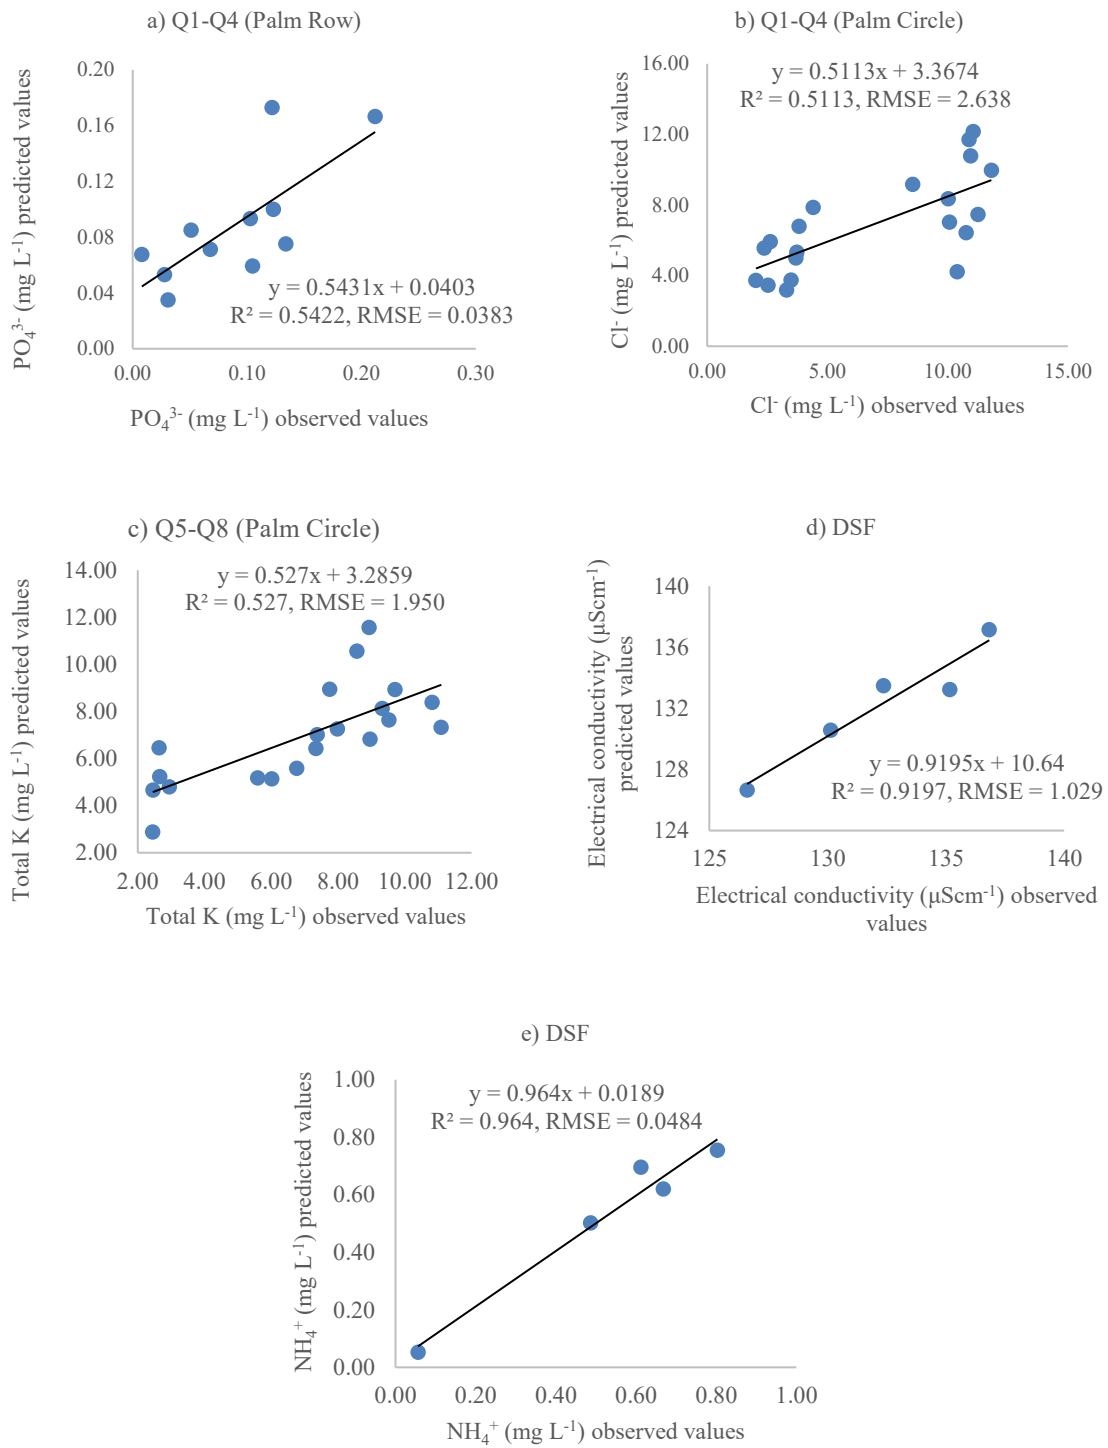 a) Q1-Q4 (Palm Row)
0.20
0.16
0.12
0.08
0.04
0.00
PO₄³⁻ (mg L⁻¹) predicted values
y = 0.5431x + 0.0403
R² = 0.5422, RMSE = 0.0383
0.00 0.10 0.20 0.30
PO₄³⁻ (mg L⁻¹) observed values
b) Q1-Q4 (Palm Circle)
16.00
12.00
8.00
4.00
0.00
Cl⁻ (mg L⁻¹) predicted values
y = 0.5113x + 3.3674
R² = 0.5113, RMSE = 2.638
0.00 5.00 10.00 15.00
Cl⁻ (mg L⁻¹) observed values
c) Q5-Q8 (Palm Circle)
14.00
12.00
10.00
8.00
6.00
4.00
2.00
Total K (mg L⁻¹) predicted values
y = 0.527x + 3.2859
R² = 0.527, RMSE = 1.950
2.00 4.00 6.00 8.00 10.00 12.00
Total K (mg L⁻¹) observed values
d) DSF
140
136
132
128
124
Electrical conductivity (µScm⁻¹)
predicted values
y = 0.9195x + 10.64
R² = 0.9197, RMSE = 1.029
125 130 135 140
Electrical conductivity (µScm⁻¹) observed
values
e) DSF
1.00
0.80
0.60
0.40
0.20
0.00
NH₄⁺ (mg L⁻¹) predicted values
y = 0.964x + 0.0189
R² = 0.964, RMSE = 0.0484
0.00 0.20 0.40 0.60 0.80 1.00
NH₄⁺ (mg L⁻¹) observed values